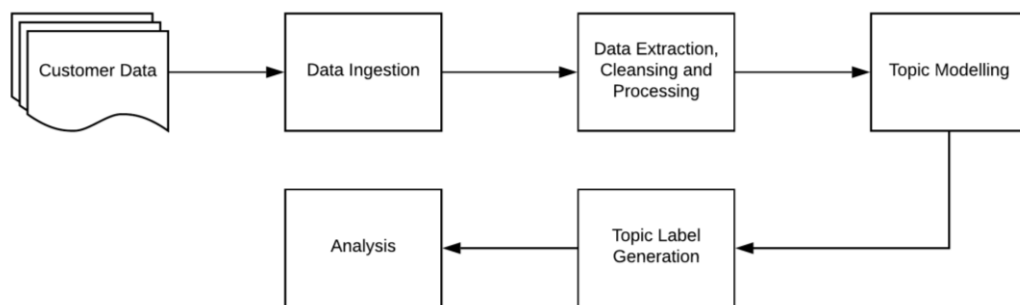 Customer Data
Data Ingestion
Data Extraction,
Cleansing and
Processing
Topic Modelling
Topic Label
Generation
Analysis